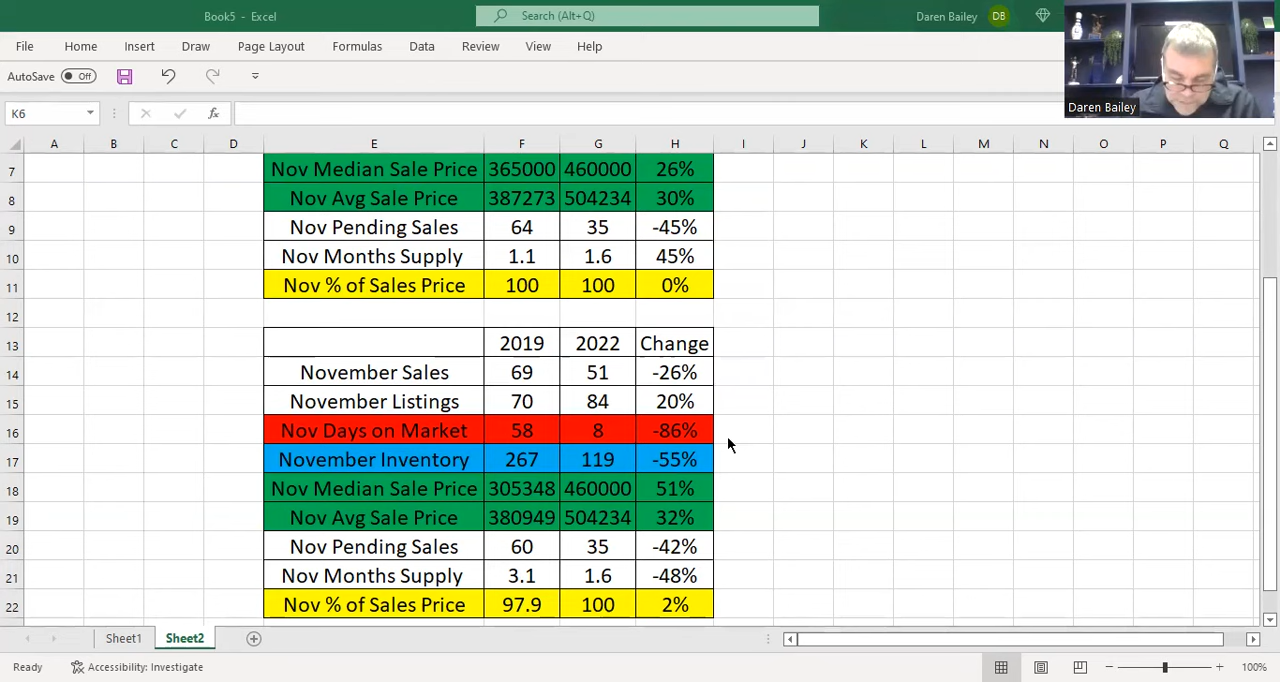 Book5 - Excel
Search (Alt+Q)
Daren Bailey DB
File Home Insert Draw Page Layout Formulas Data Review View Help
AutoSave Off
K6 fx
Daren Bailey
A B C D E F G H I J K L M N O P Q
7 Nov Median Sale Price 365000 460000 26%
8 Nov Avg Sale Price 387273 504234 30%
9 Nov Pending Sales 64 35 -45%
10 Nov Months Supply 1.1 1.6 45%
11 Nov % of Sales Price 100 100 0%
12
13 2019 2022 Change
14 November Sales 69 51 -26%
15 November Listings 70 84 20%
16 Nov Days on Market 58 8 -86%
17 November Inventory 267 119 -55%
18 Nov Median Sale Price 305348 460000 51%
19 Nov Avg Sale Price 380949 504234 32%
20 Nov Pending Sales 60 35 -42%
21 Nov Months Supply 3.1 1.6 -48%
22 Nov % of Sales Price 97.9 100 2%
Sheet1 Sheet2
Ready Accessibility: Investigate 100%